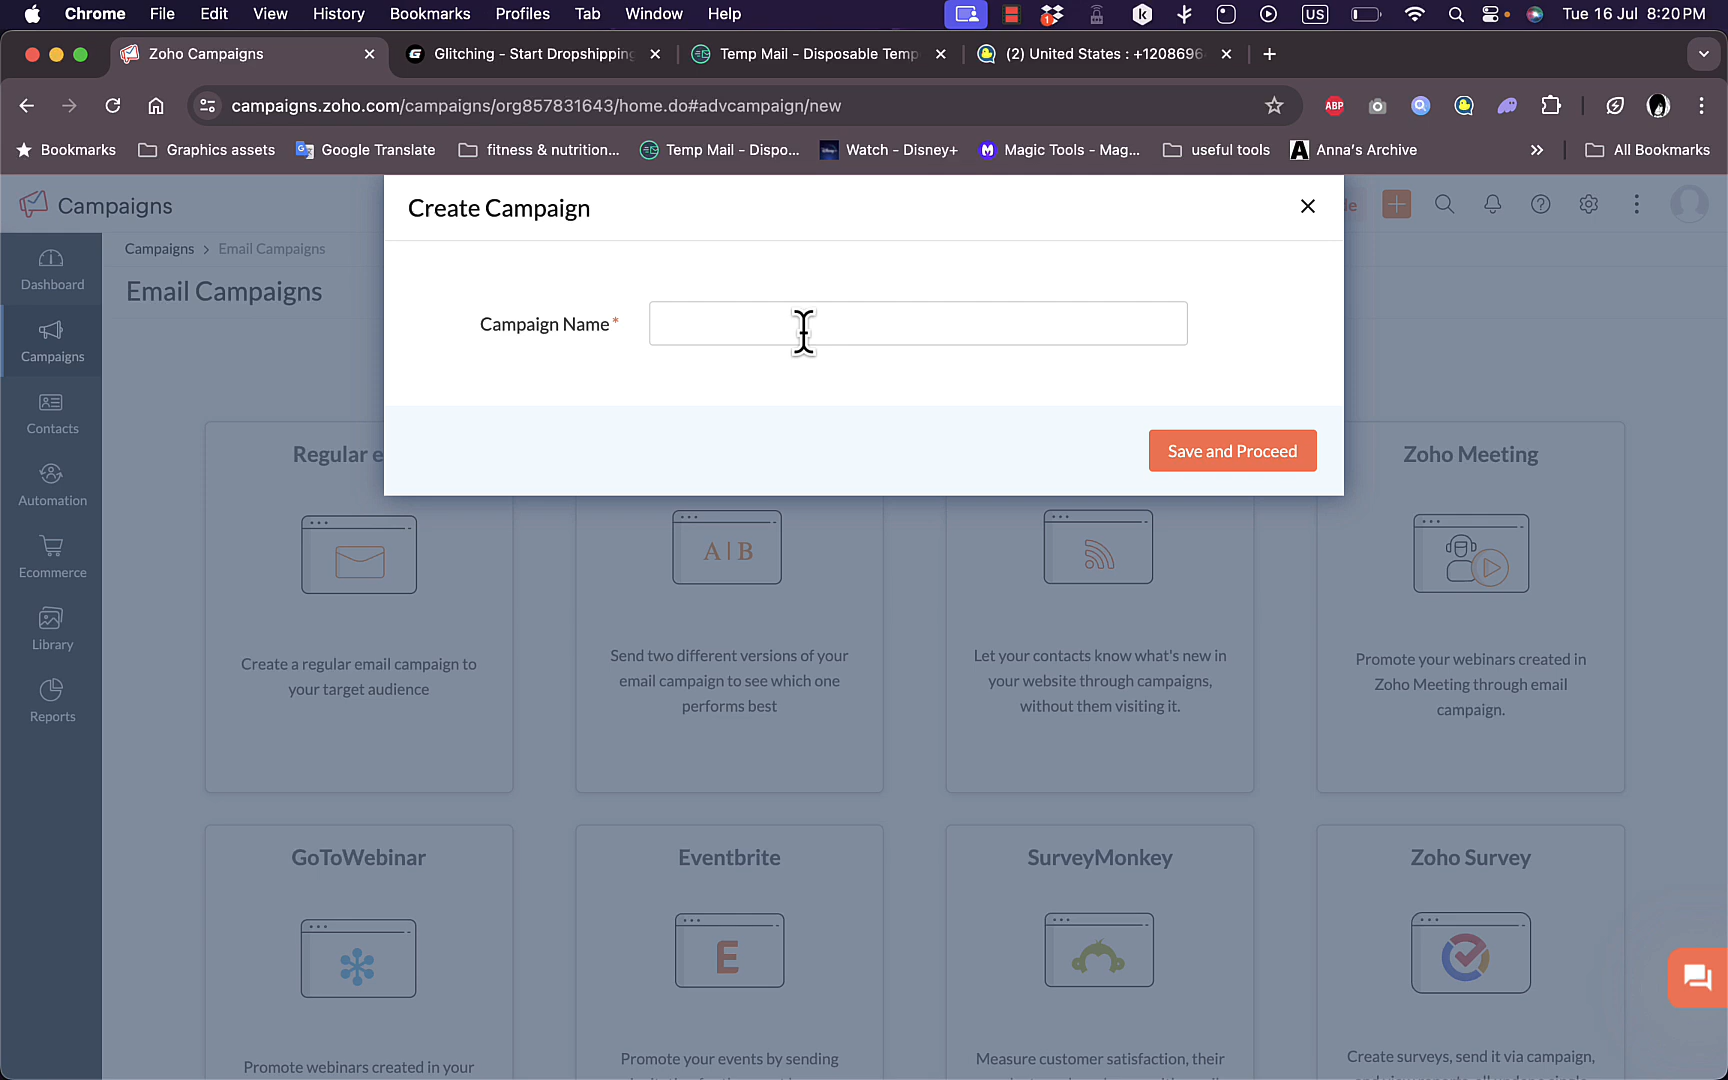 Chrome File Edit View History Bookmarks Profiles Tab Window Help US Tue 16 Jul 8:20 PM
Zoho Campaigns Glitching - Start Dropshipping Temp Mail - Disposable Temp (2) United States : +1208696
campaigns.zoho.com/campaigns/org857831643/home.do#advcampaign/new ABP
Bookmarks Graphics assets Google Translate fitness & nutrition... Temp Mail - Dispo... Watch - Disney+ Magic Tools - Mag... useful tools Anna's Archive All Bookmarks
Campaigns
Create Campaign
Campaigns > Email Campaigns
Email Campaigns
Dashboard
Campaigns
Contacts
Automation
Ecommerce
Library
Reports
Campaign Name*
Save and Proceed
Regular e
Create a regular email campaign to
your target audience
A|B
Send two different versions of your
email campaign to see which one
performs best
Let your contacts know what's new in
your website through campaigns,
without them visiting it.
Zoho Meeting
Promote your webinars created in
Zoho Meeting through email
campaign.
GoToWebinar
Promote webinars created in your
Eventbrite
E
Promote your events by sending
SurveyMonkey
Measure customer satisfaction, their
Zoho Survey
Create surveys, send it via campaign,